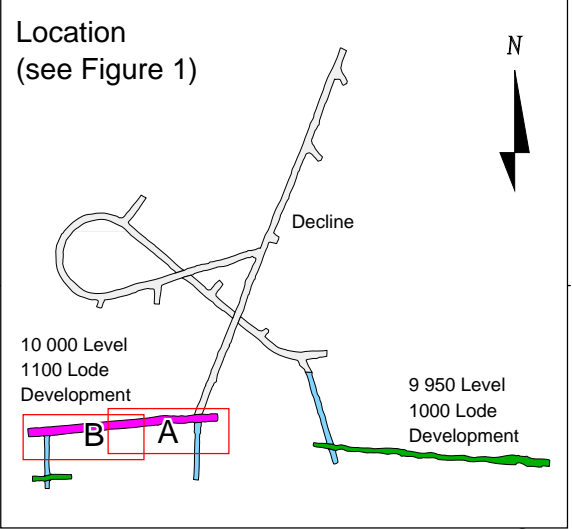 Location
(see Figure 1)
N
Decline
10 000 Level
1100 Lode
Development
9 950 Level
1000 Lode
Development
B
A